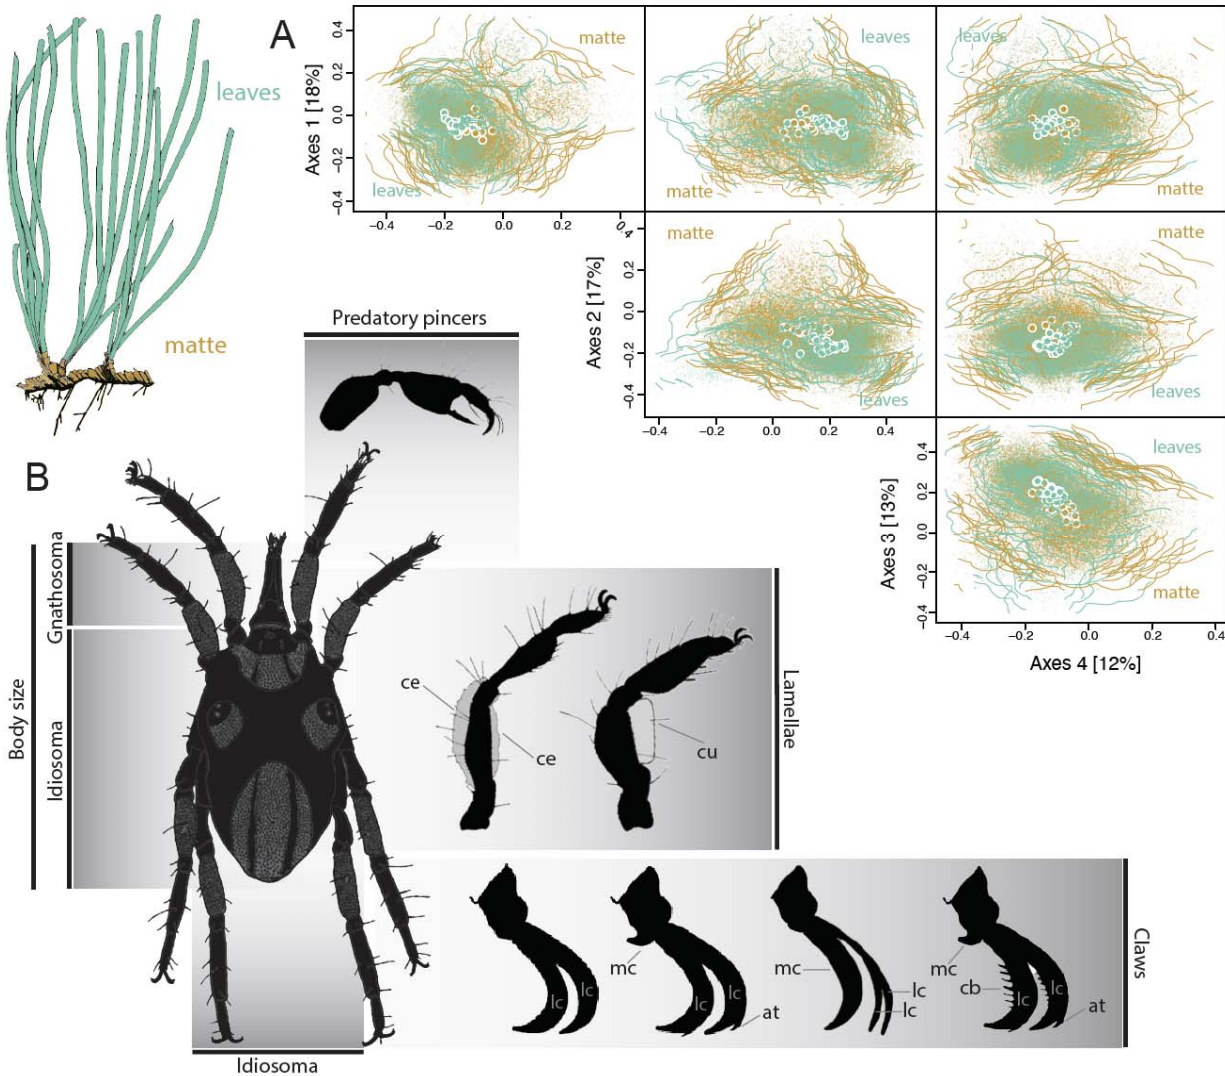 A
leaves
matte
Axes 1 [18%]
0.4
0.2
0.0
−0.2
−0.4
matte
leaves
leaves
matte
leaves
matte
−0.4
−0.2
0.0
0.2
0.4
Axes 2 [17%]
0.4
0.2
0.0
−0.2
−0.4
matte
leaves
matte
leaves
−0.4
−0.2
0.0
0.2
0.4
Axes 3 [13%]
0.4
0.2
0.0
−0.2
−0.4
leaves
matte
−0.4
−0.2
0.0
0.2
0.4
Axes 4 [12%]
B
Predatory pincers
Body size
Gnathosoma
Idiosoma
Idiosoma
ce
ce
cu
Lamellae
lc
lc
mc
lc
lc
at
mc
lc
lc
mc
cb
lc
lc
at
Claws